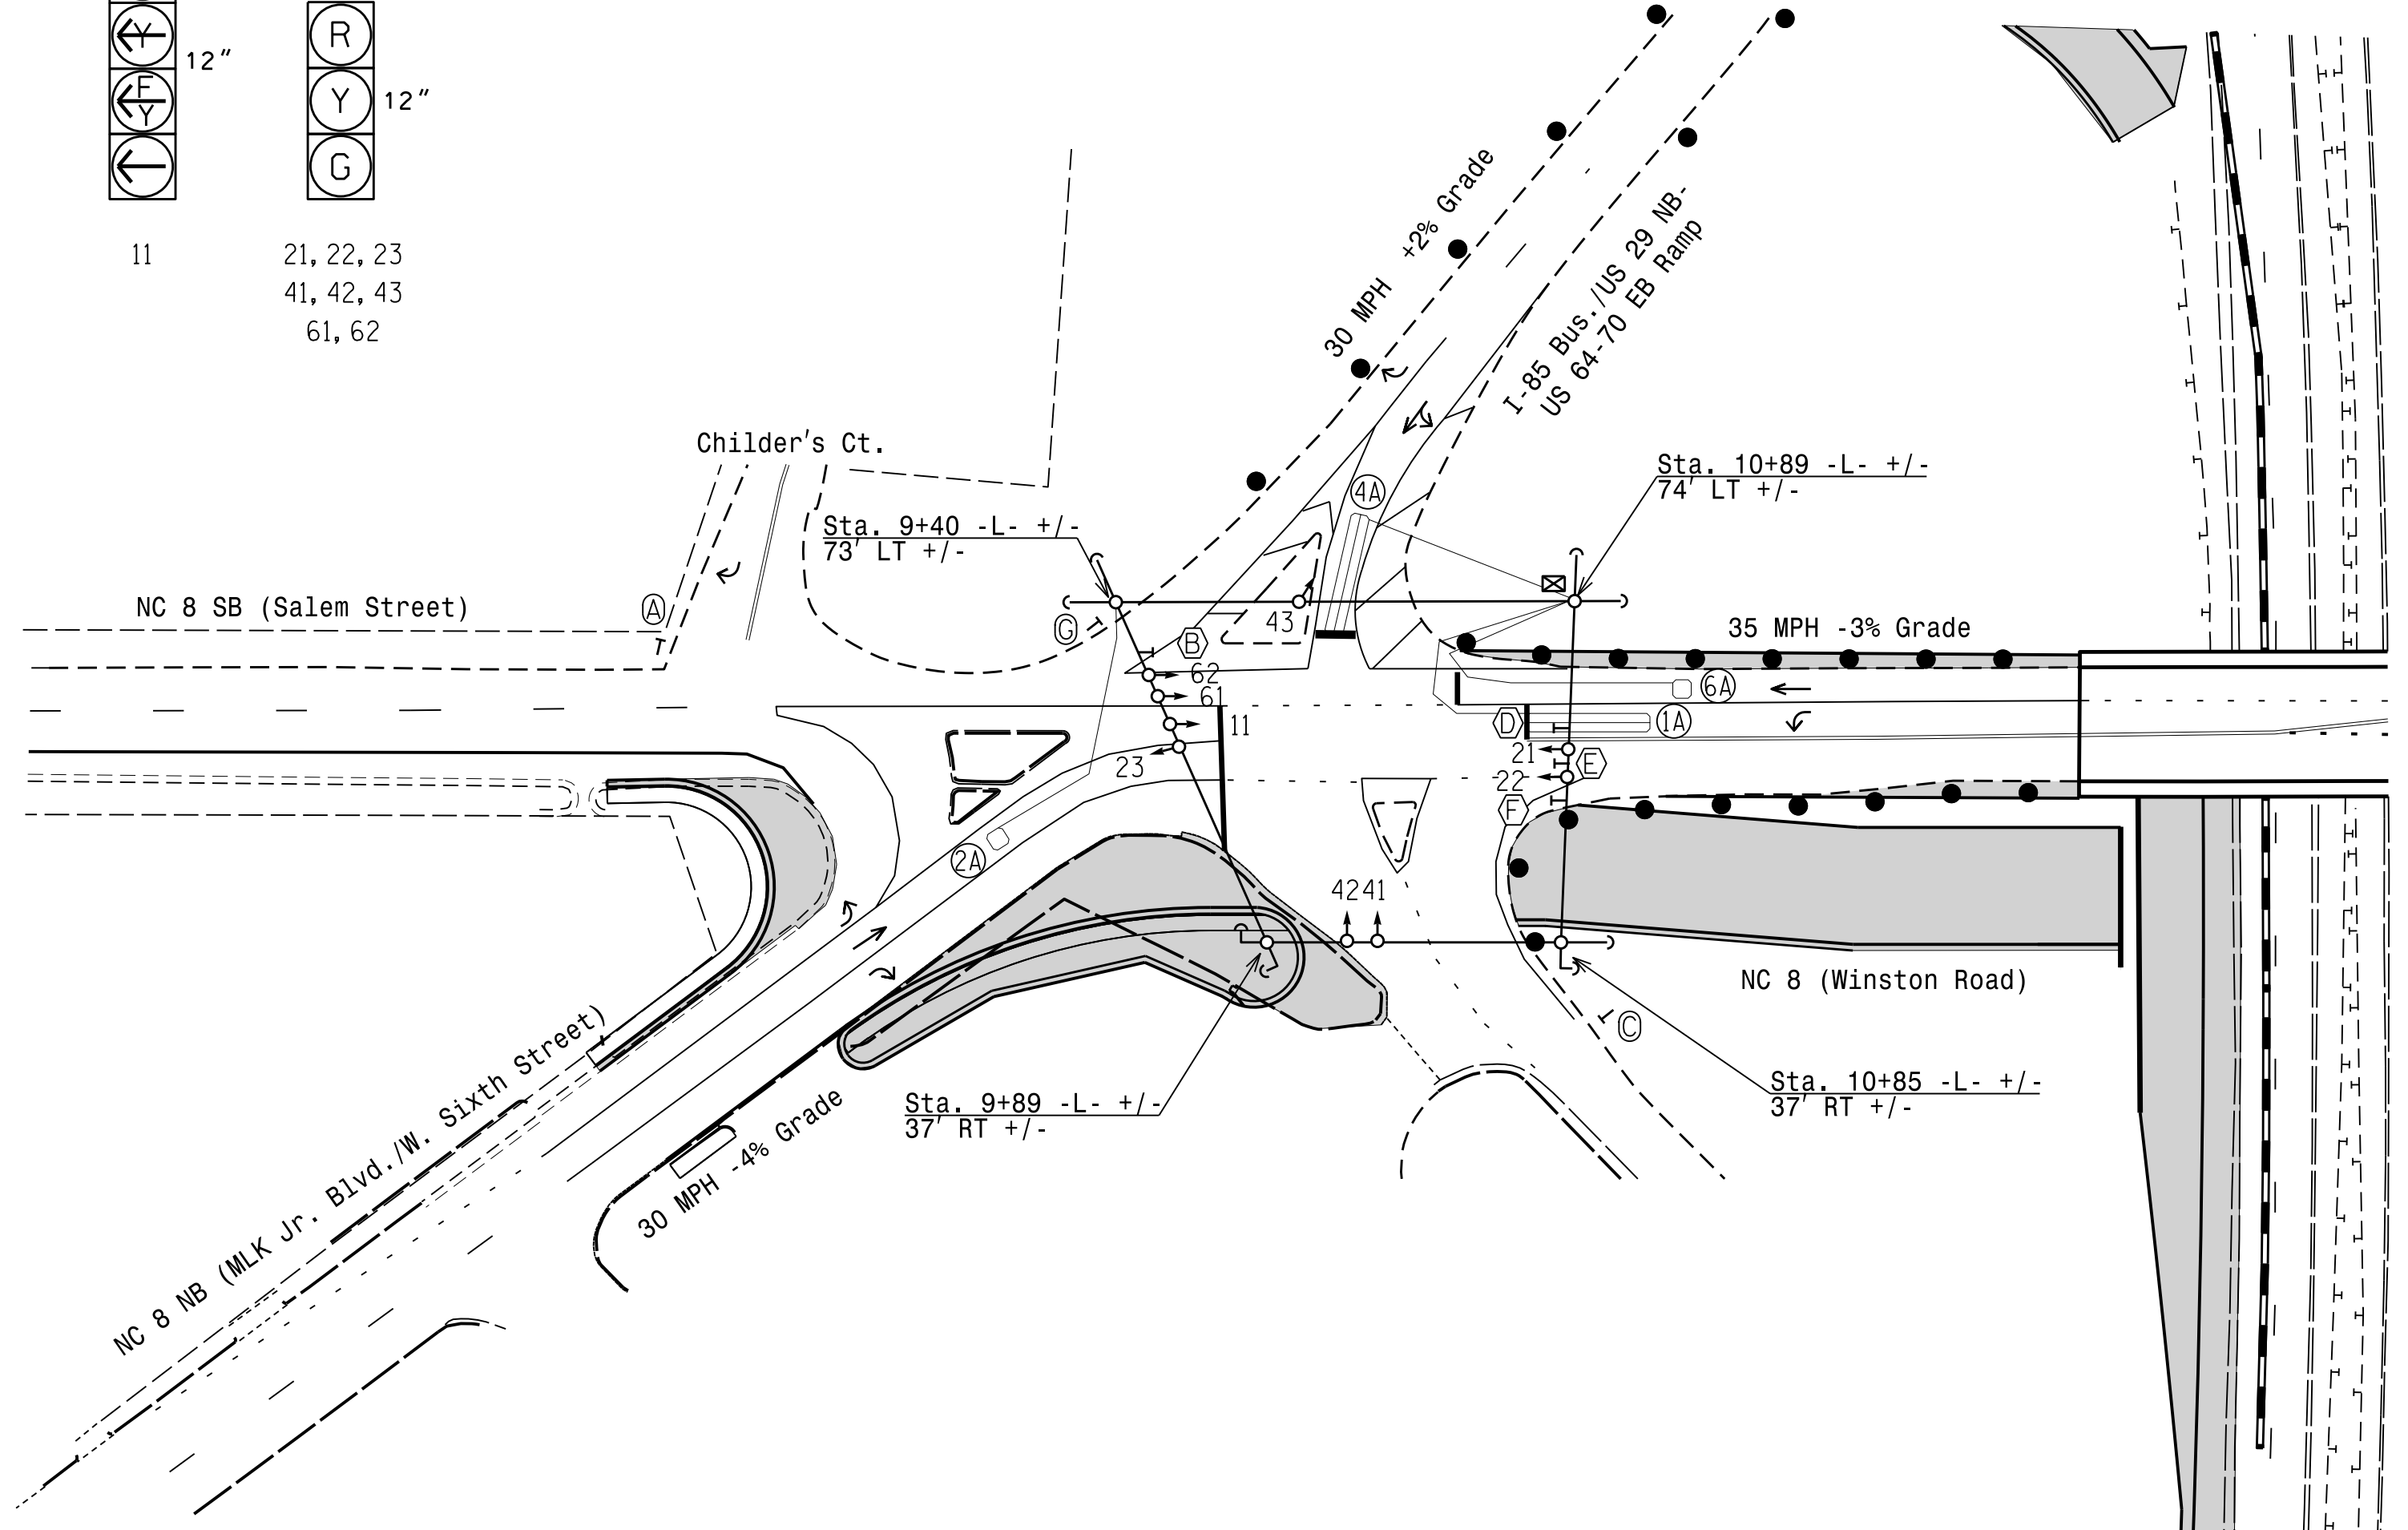 Y
F
Y
12"
R
Y
G
12"
11
21, 22, 23
41, 42, 43
61, 62
30 MPH +2% Grade
I-85 Bus./US 29 NB-
US 64-70 EB Ramp
Childer's Ct.
Sta. 10+89 -L- +/-
74' LT +/-
4A
Sta. 9+40 -L- +/-
73' LT +/-
NC 8 SB (Salem Street)
A
G
B
43
35 MPH -3% Grade
62
61
11
23
6A
1A
D
21
E
22
F
2A
42
41
NC 8 (Winston Road)
C
NC 8 NB (MLK Jr. Blvd./W. Sixth Street)
30 MPH -4% Grade
Sta. 9+89 -L- +/-
37' RT +/-
Sta. 10+85 -L- +/-
37' RT +/-